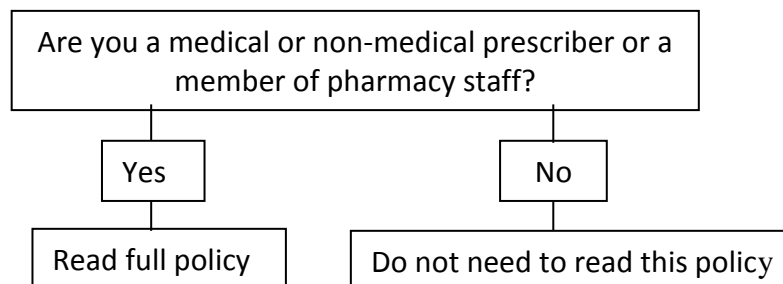 Are you a medical or non-medical prescriber or a
member of pharmacy staff?
Yes
No
Read full policy
Do not need to read this policy